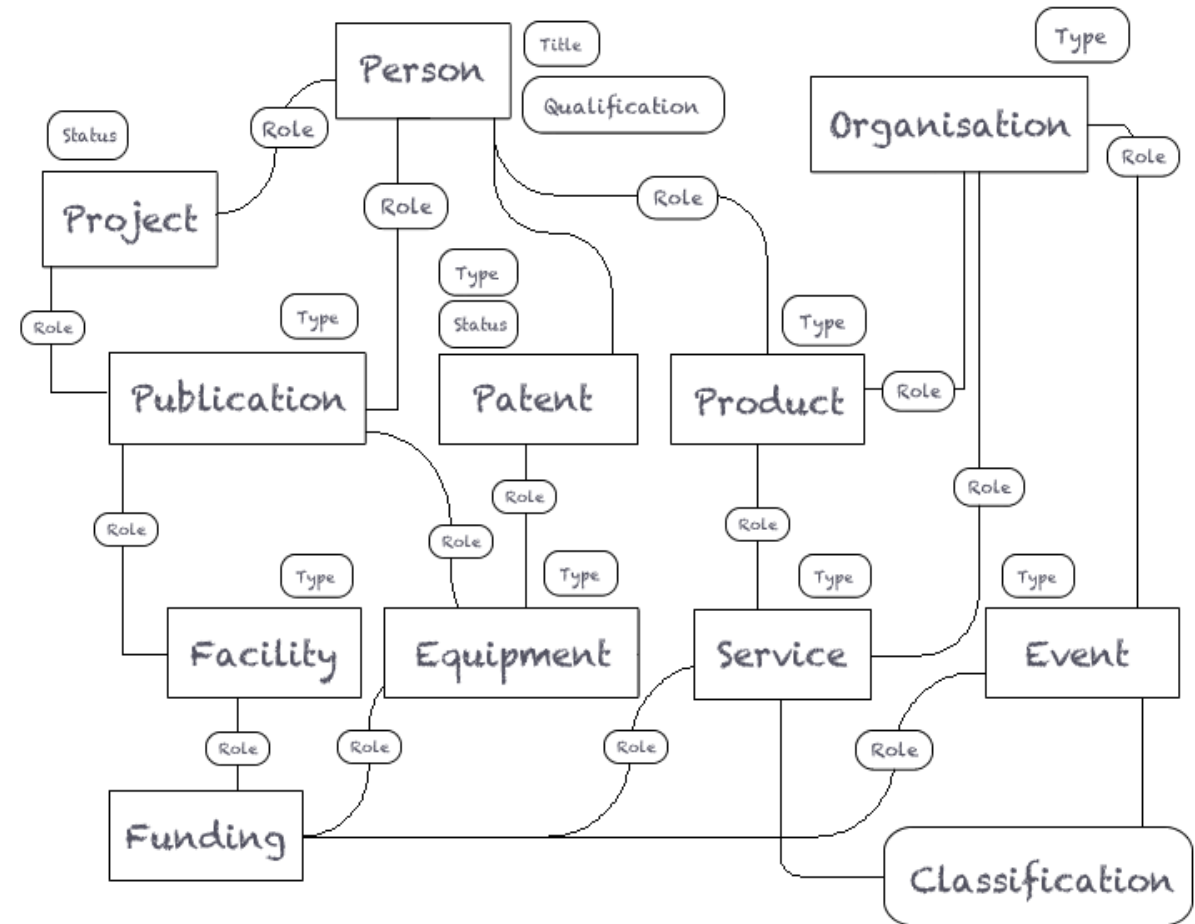 Type
Person
Title
Qualification
Organisation
Role
Status
Role
Role
Role
Project
Type
Status
Type
Type
Role
Publication
Patent
Product
Role
Role
Role
Role
Role
Role
Type
Type
Type
Type
Facility
Equipment
Service
Event
Role
Role
Role
Role
Funding
Classification